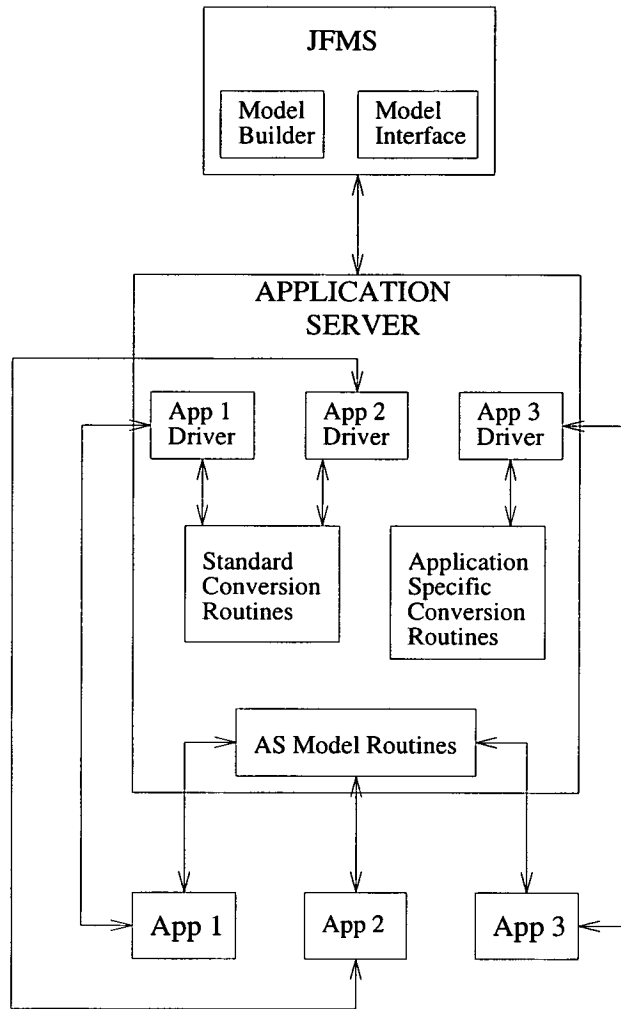 JFMS
Model
Builder
Model
Interface
APPLICATION
SERVER
App 1
Driver
App 2
Driver
App 3
Driver
Standard
Conversion
Routines
Application
Specific
Conversion
Routines
AS Model Routines
App 1
App 2
App 3